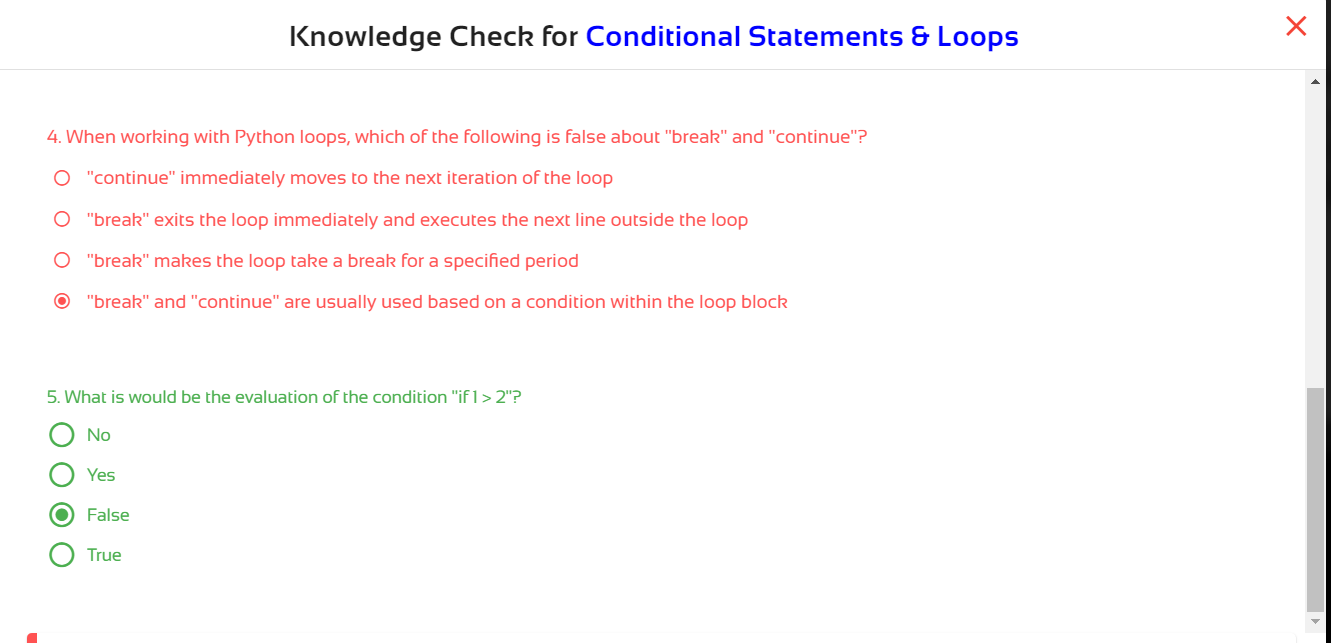 Knowledge Check for Conditional Statements & Loops
4. When working with Python loops, which of the following is false about "break" and "continue"?
"continue" immediately moves to the next iteration of the loop
"break" exits the loop immediately and executes the next line outside the loop
"break" makes the loop take a break for a specified period
"break" and "continue" are usually used based on a condition within the loop block
5. What is would be the evaluation of the condition "if 1 > 2"?
No
Yes
False
True